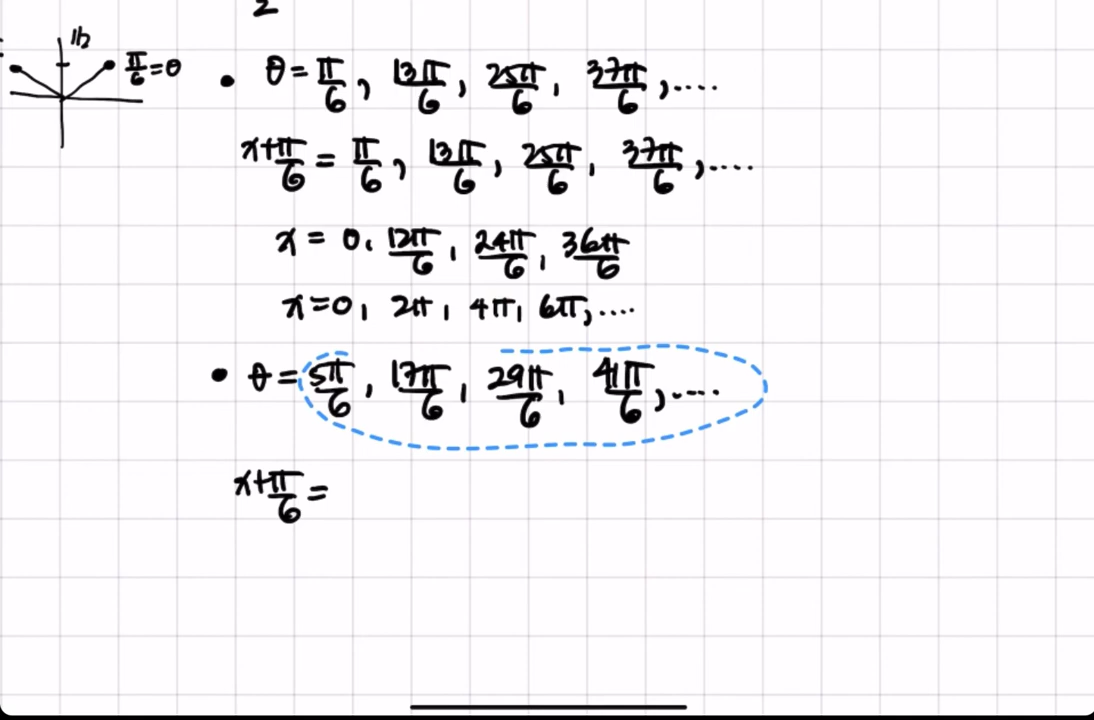 2
1/2
π/6 = θ
• θ = π/6, 13π/6, 25π/6, 37π/6, ....
x + π/6 = π/6, 13π/6, 25π/6, 37π/6, ....
x = 0, 12π/6, 24π/6, 36π/6
x = 0, 2π, 4π, 6π, ....
• θ = 5π/6, 17π/6, 29π/6, 41π/6, ....
x + π/6 =